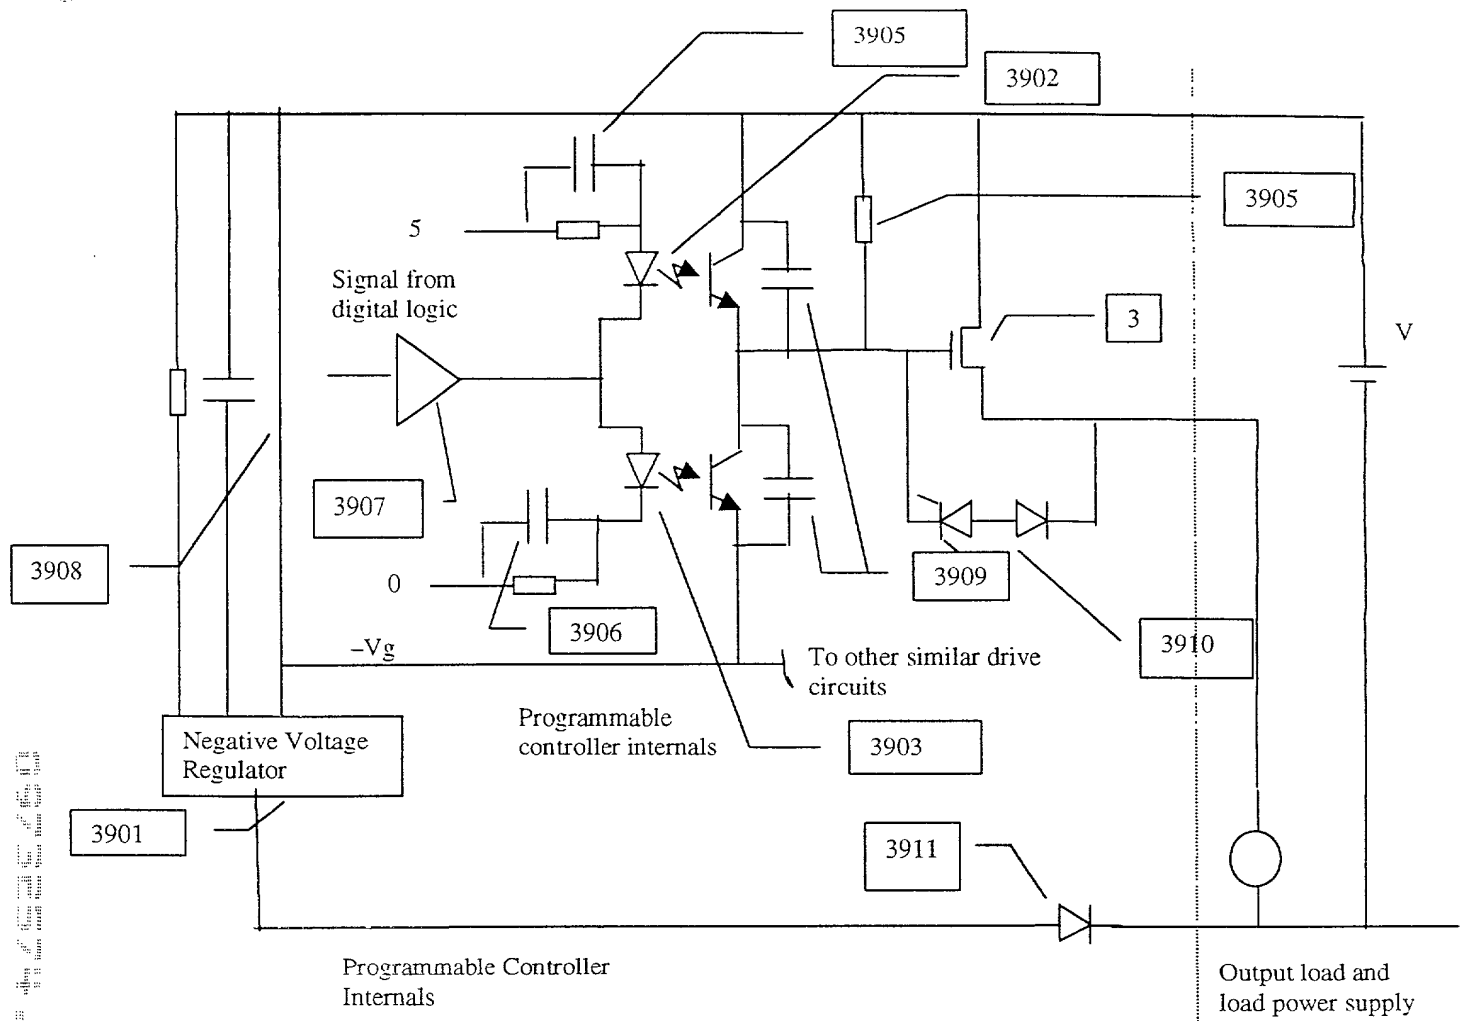 3905
3902
3905
5
Signal from
digital logic
3
V
3907
3908
0
3909
3906
3910
–Vg
To other similar drive
circuits
Programmable
controller internals
3903
Negative Voltage
Regulator
3901
3911
Programmable Controller
Internals
Output load and
load power supply